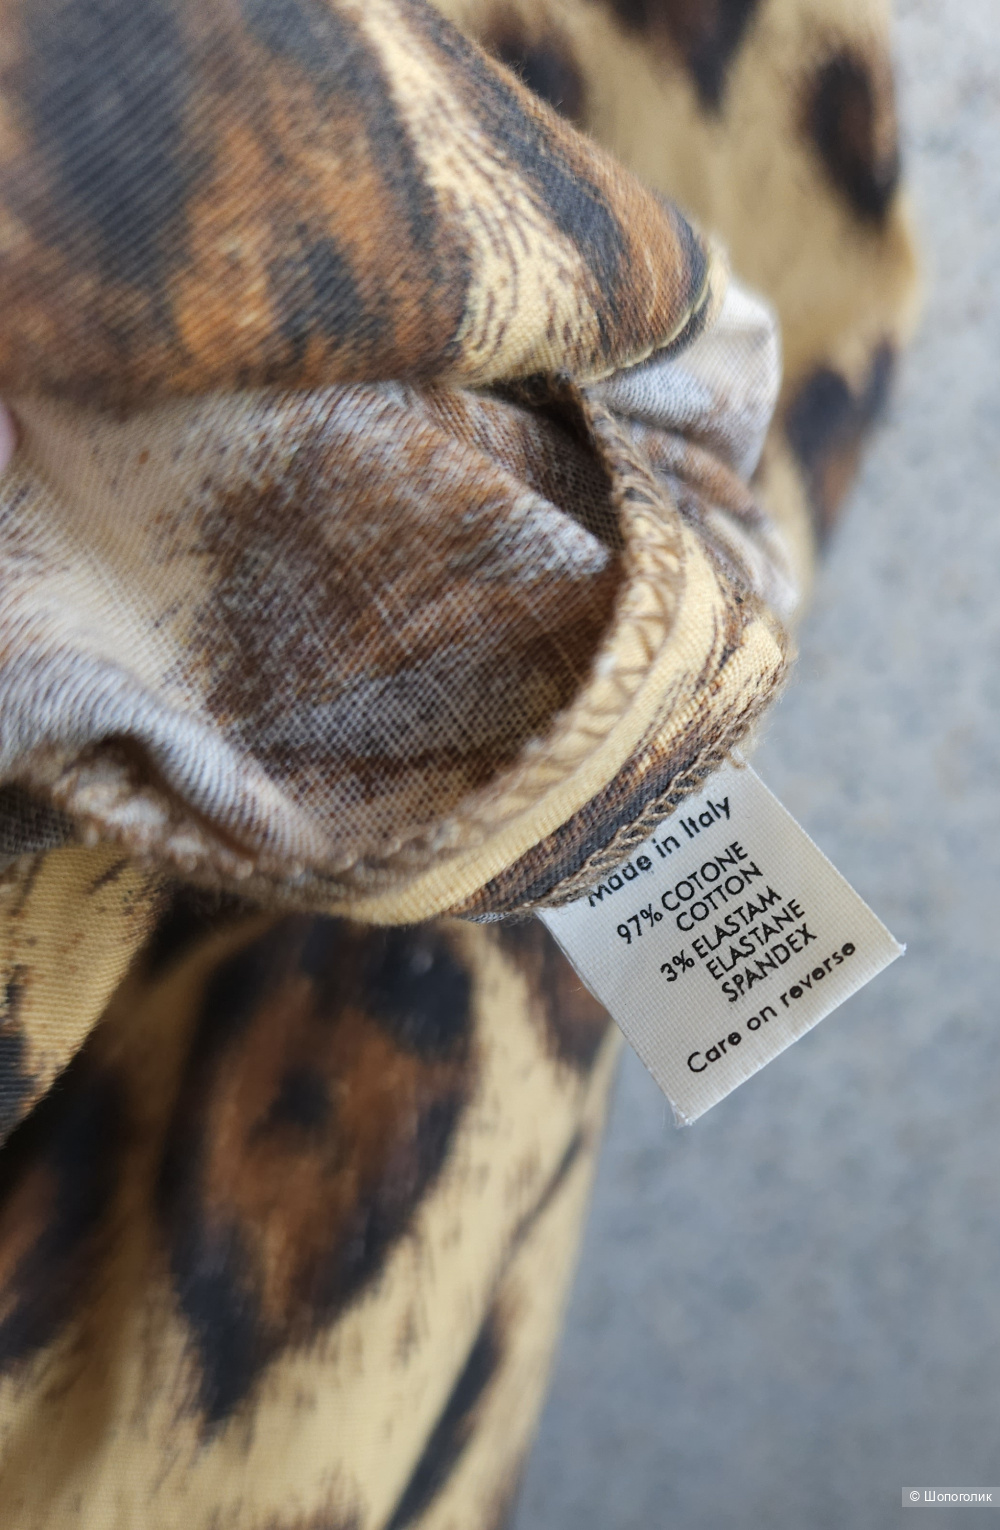 Made in Italy
97% COTONE
COTTON
3% ELASTAM
ELASTANE
SPANDEX
Care on reverse
© Шопоголик